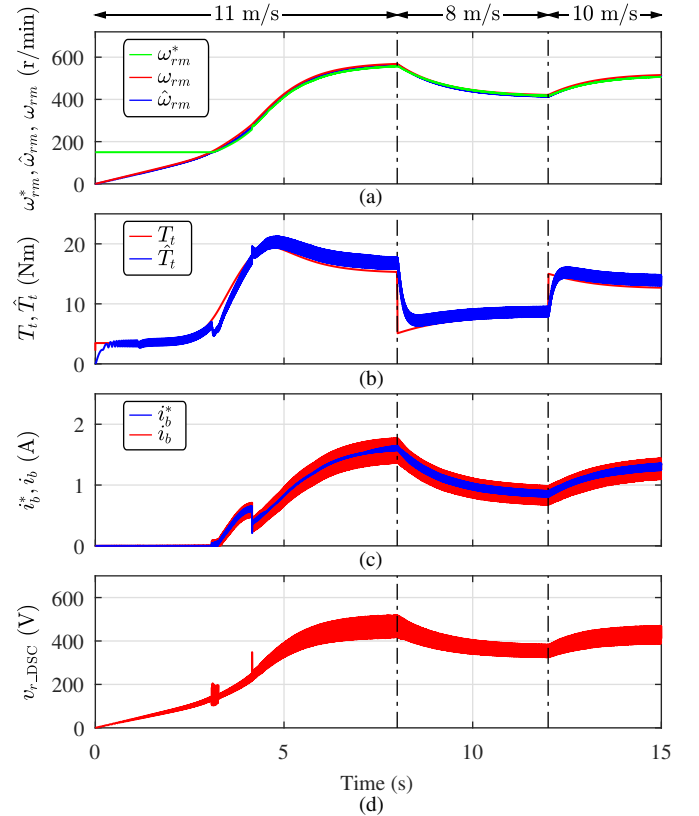 11 m/s 8 m/s 10 m/s
ω*rm, ω̂rm, ωrm (r/min)
600
400
200
0
ω*rm
ωrm
ω̂rm
(a)
Tt, T̂t (Nm)
20
10
0
Tt
T̂t
(b)
i*b, ib (A)
2
1
0
i*b
ib
(c)
vr_DSC (V)
600
400
200
0
0 5 10 15
Time (s)
(d)